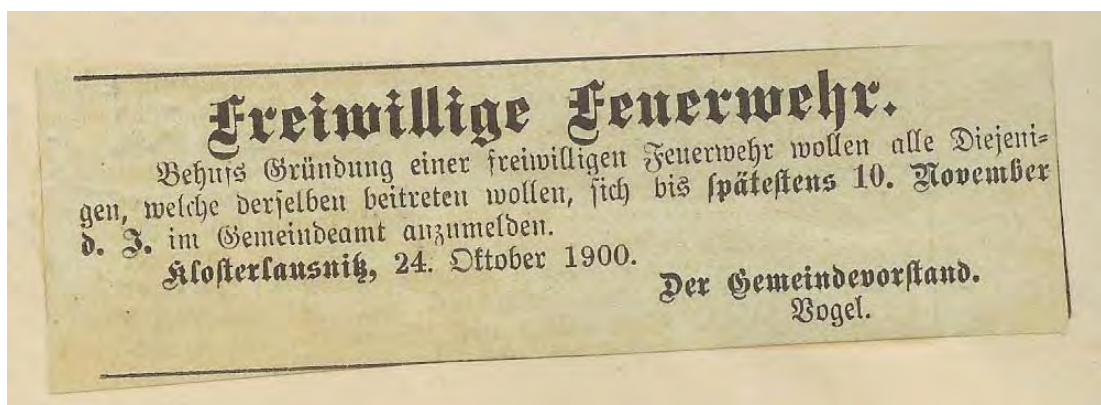 Freiwillige Feuerwehr.
Behufs Gründung einer freiwilligen Feuerwehr wollen alle Diejeni=
gen, welche derselben beitreten wollen, sich bis spätestens 10. November
d. J. im Gemeindeamt anzumelden.
Klosterlausnitz, 24. Oktober 1900.
Der Gemeindevorstand.
Vogel.